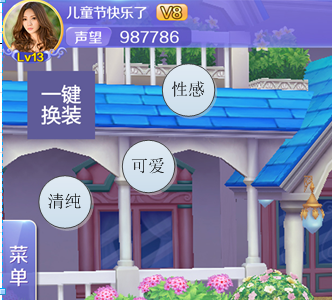 儿童节快乐了 V8
Lv13
声望 987786
一键
换装
性感
可爱
清纯
菜单